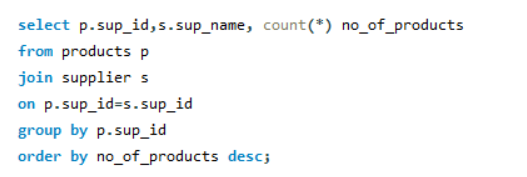 select p.sup_id,s.sup_name, count(*) no_of_products
from products p
join supplier s
on p.sup_id=s.sup_id
group by p.sup_id
order by no_of_products desc;